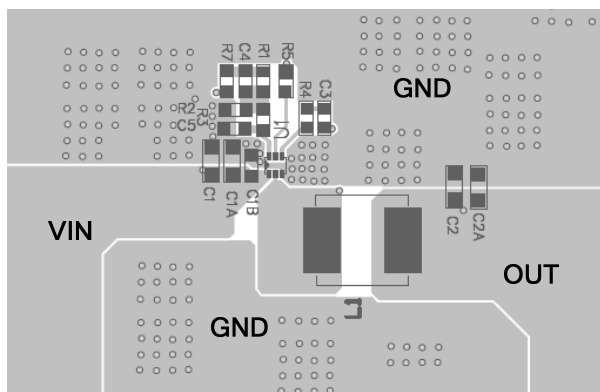 R7
C4
R1
R5
R4
C3
GND
R2
R3
C5
U1
C1
C1A
C1B
C2
C2A
VIN
OUT
L1
GND